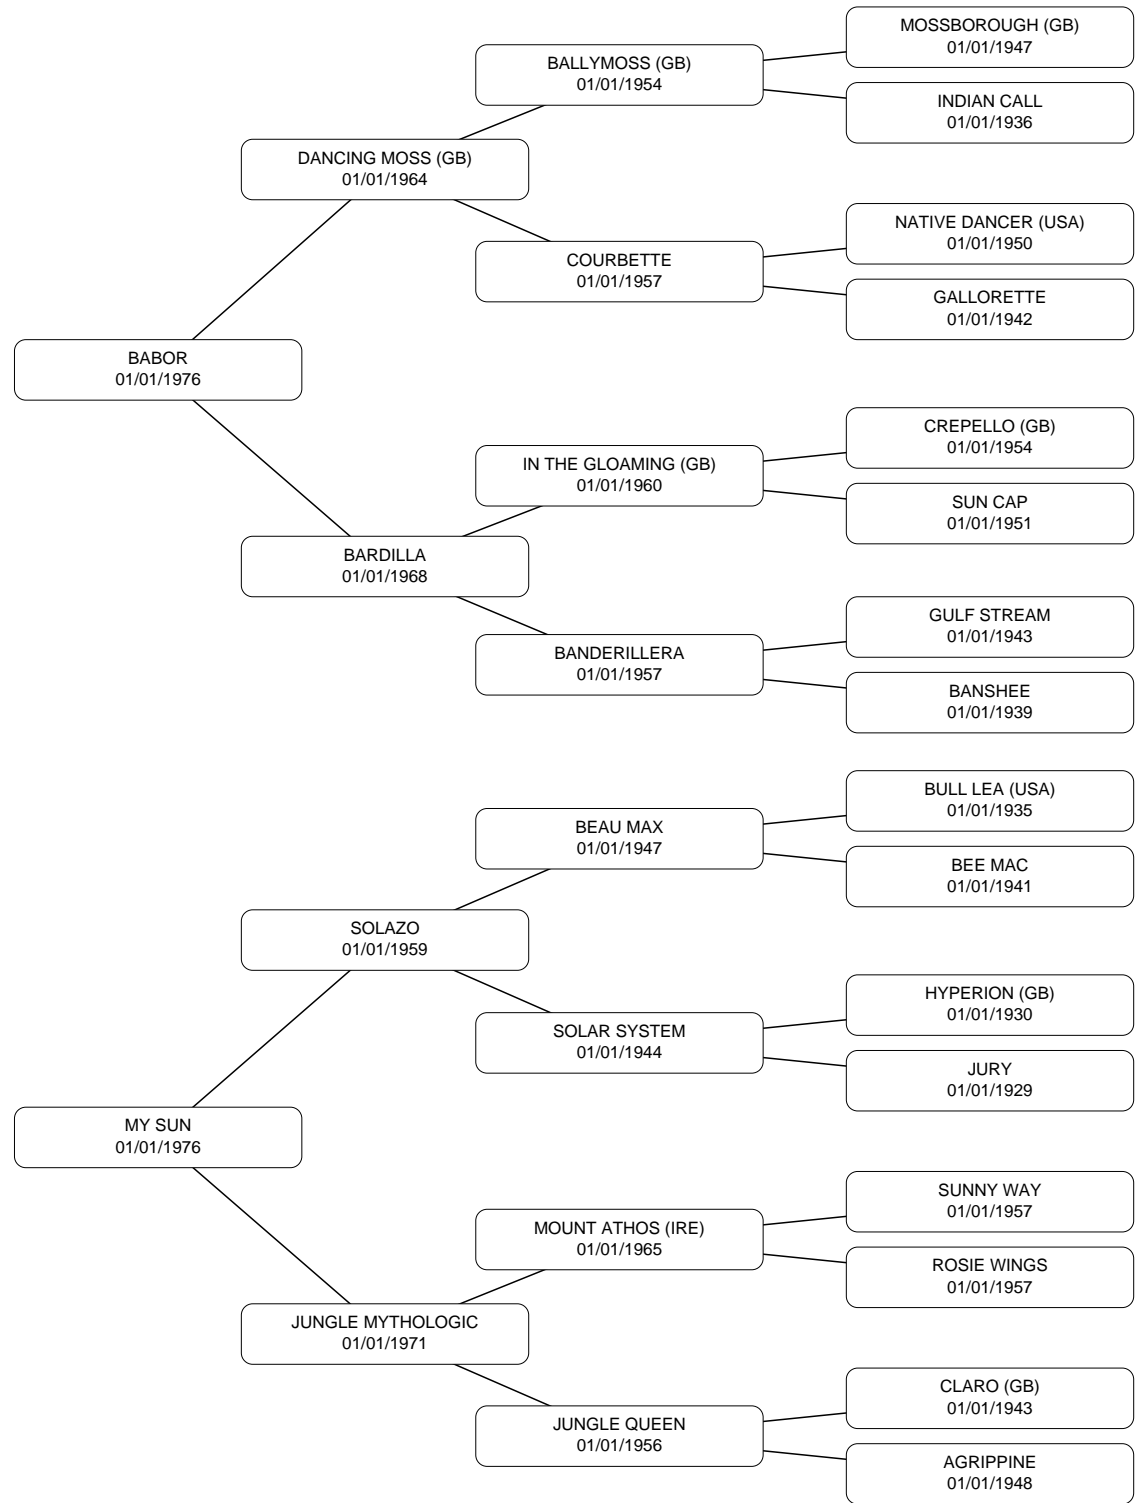 MOSSBOROUGH (GB)
01/01/1947
BALLYMOSS (GB)
01/01/1954
INDIAN CALL
01/01/1936
DANCING MOSS (GB)
01/01/1964
NATIVE DANCER (USA)
01/01/1950
COURBETTE
01/01/1957
GALLORETTE
01/01/1942
BABOR
01/01/1976
CREPELLO (GB)
01/01/1954
IN THE GLOAMING (GB)
01/01/1960
SUN CAP
01/01/1951
BARDILLA
01/01/1968
GULF STREAM
01/01/1943
BANDERILLERA
01/01/1957
BANSHEE
01/01/1939
BULL LEA (USA)
01/01/1935
BEAU MAX
01/01/1947
BEE MAC
01/01/1941
SOLAZO
01/01/1959
HYPERION (GB)
01/01/1930
SOLAR SYSTEM
01/01/1944
JURY
01/01/1929
MY SUN
01/01/1976
SUNNY WAY
01/01/1957
MOUNT ATHOS (IRE)
01/01/1965
ROSIE WINGS
01/01/1957
JUNGLE MYTHOLOGIC
01/01/1971
CLARO (GB)
01/01/1943
JUNGLE QUEEN
01/01/1956
AGRIPPINE
01/01/1948